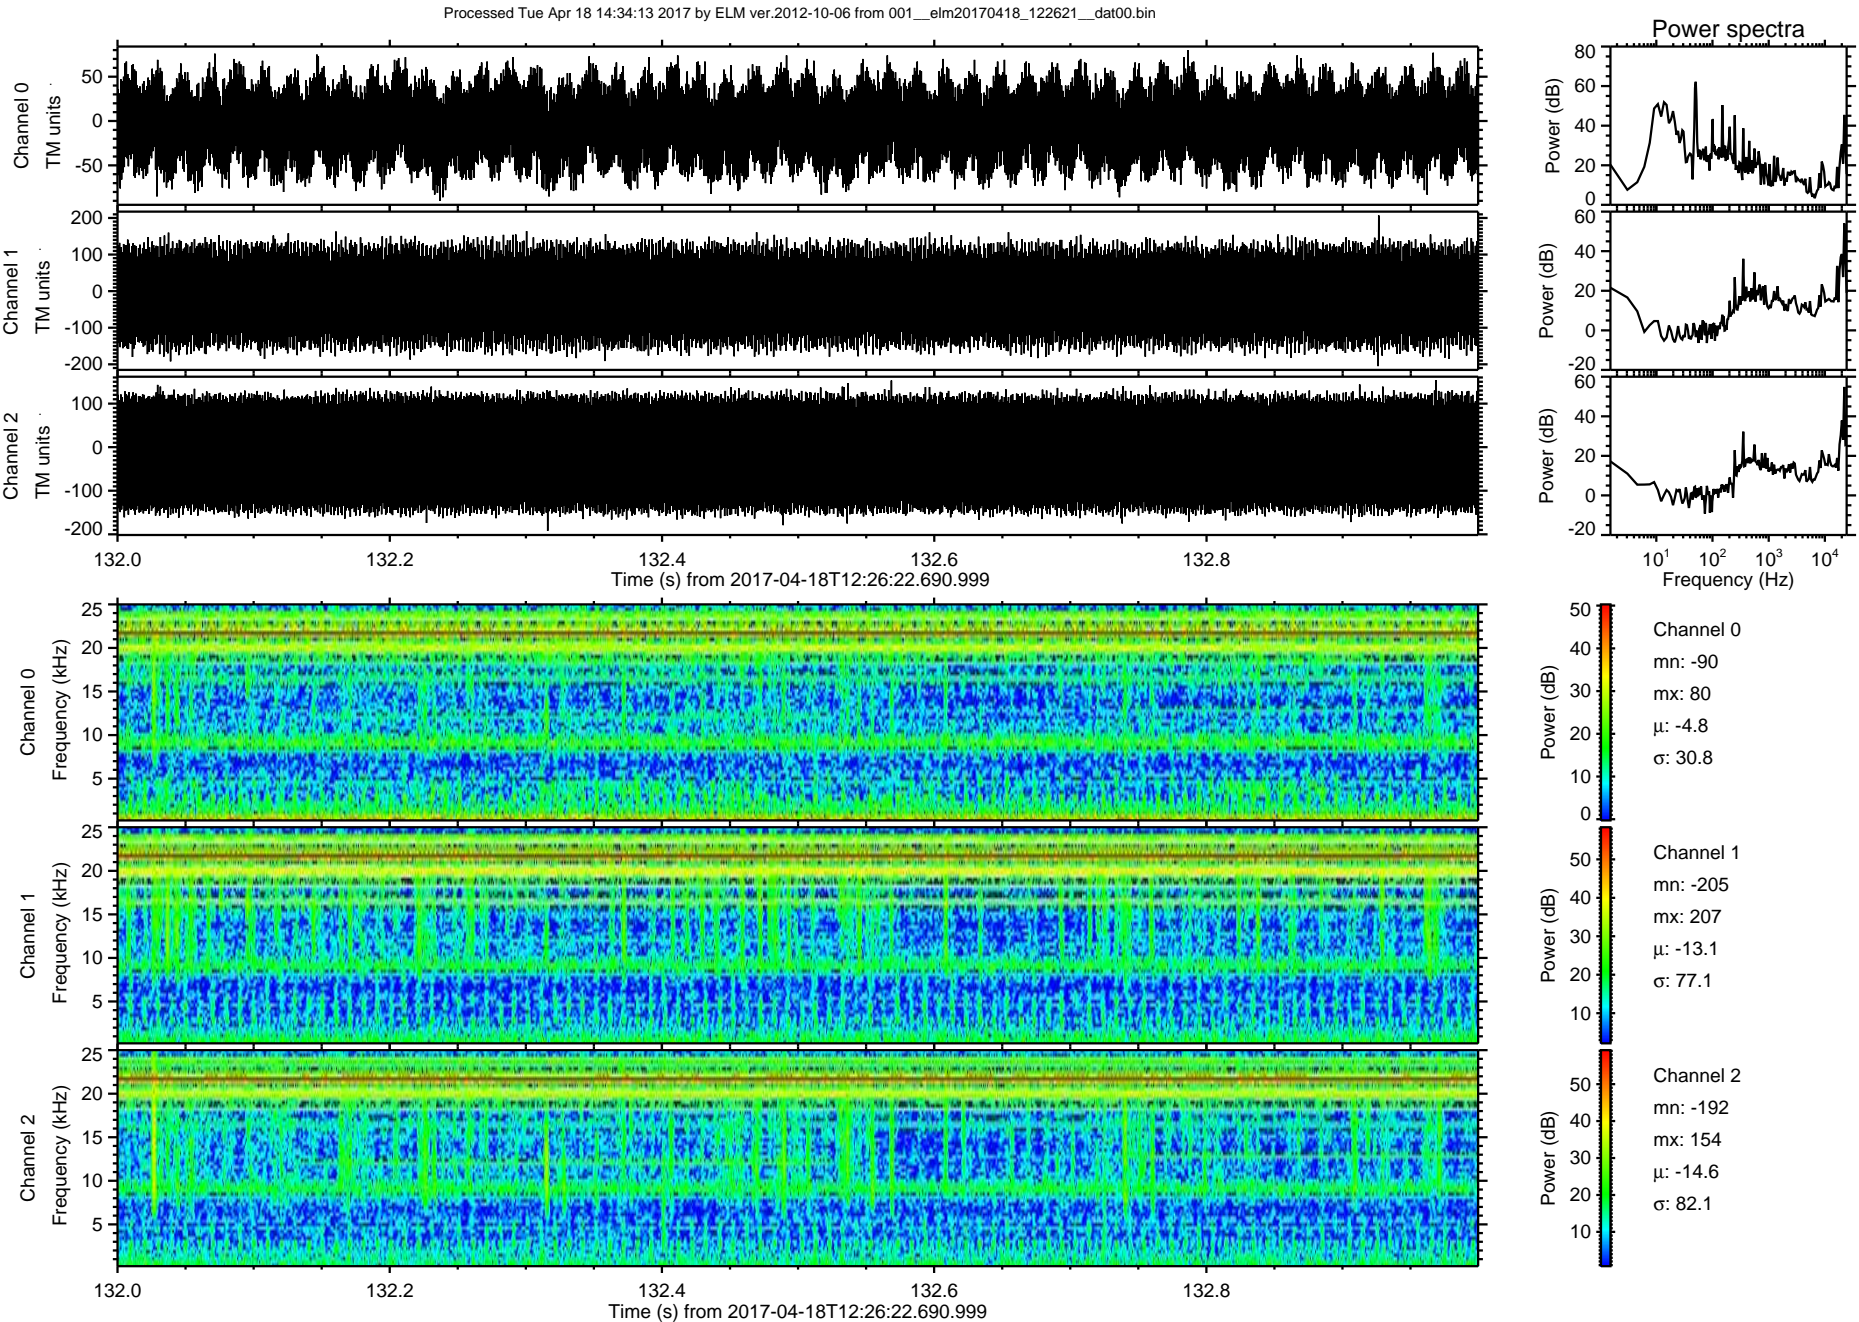 Processed Tue Apr 18 14:34:13 2017 by ELM ver.2012-10-06 from 001__elm20170418_122621__dat00.bin
Power spectra
Channel 0
TM units
50
0
-50
Power (dB)
80
60
40
20
0
Channel 1
TM units
200
100
0
-100
-200
Power (dB)
60
40
20
0
-20
Channel 2
TM units
100
0
-100
-200
Power (dB)
60
40
20
0
-20
132.0 132.2 132.4 132.6 132.8
Time (s) from 2017-04-18T12:26:22.690.999
10^1 10^2 10^3 10^4
Frequency (Hz)
Channel 0
Frequency (kHz)
25
20
15
10
5
Power (dB)
50
40
30
20
10
0
Channel 0
mn: -90
mx: 80
µ: -4.8
σ: 30.8
Channel 1
Frequency (kHz)
25
20
15
10
5
Power (dB)
50
40
30
20
10
Channel 1
mn: -205
mx: 207
µ: -13.1
σ: 77.1
Channel 2
Frequency (kHz)
25
20
15
10
5
Power (dB)
50
40
30
20
10
Channel 2
mn: -192
mx: 154
µ: -14.6
σ: 82.1
132.0 132.2 132.4 132.6 132.8
Time (s) from 2017-04-18T12:26:22.690.999